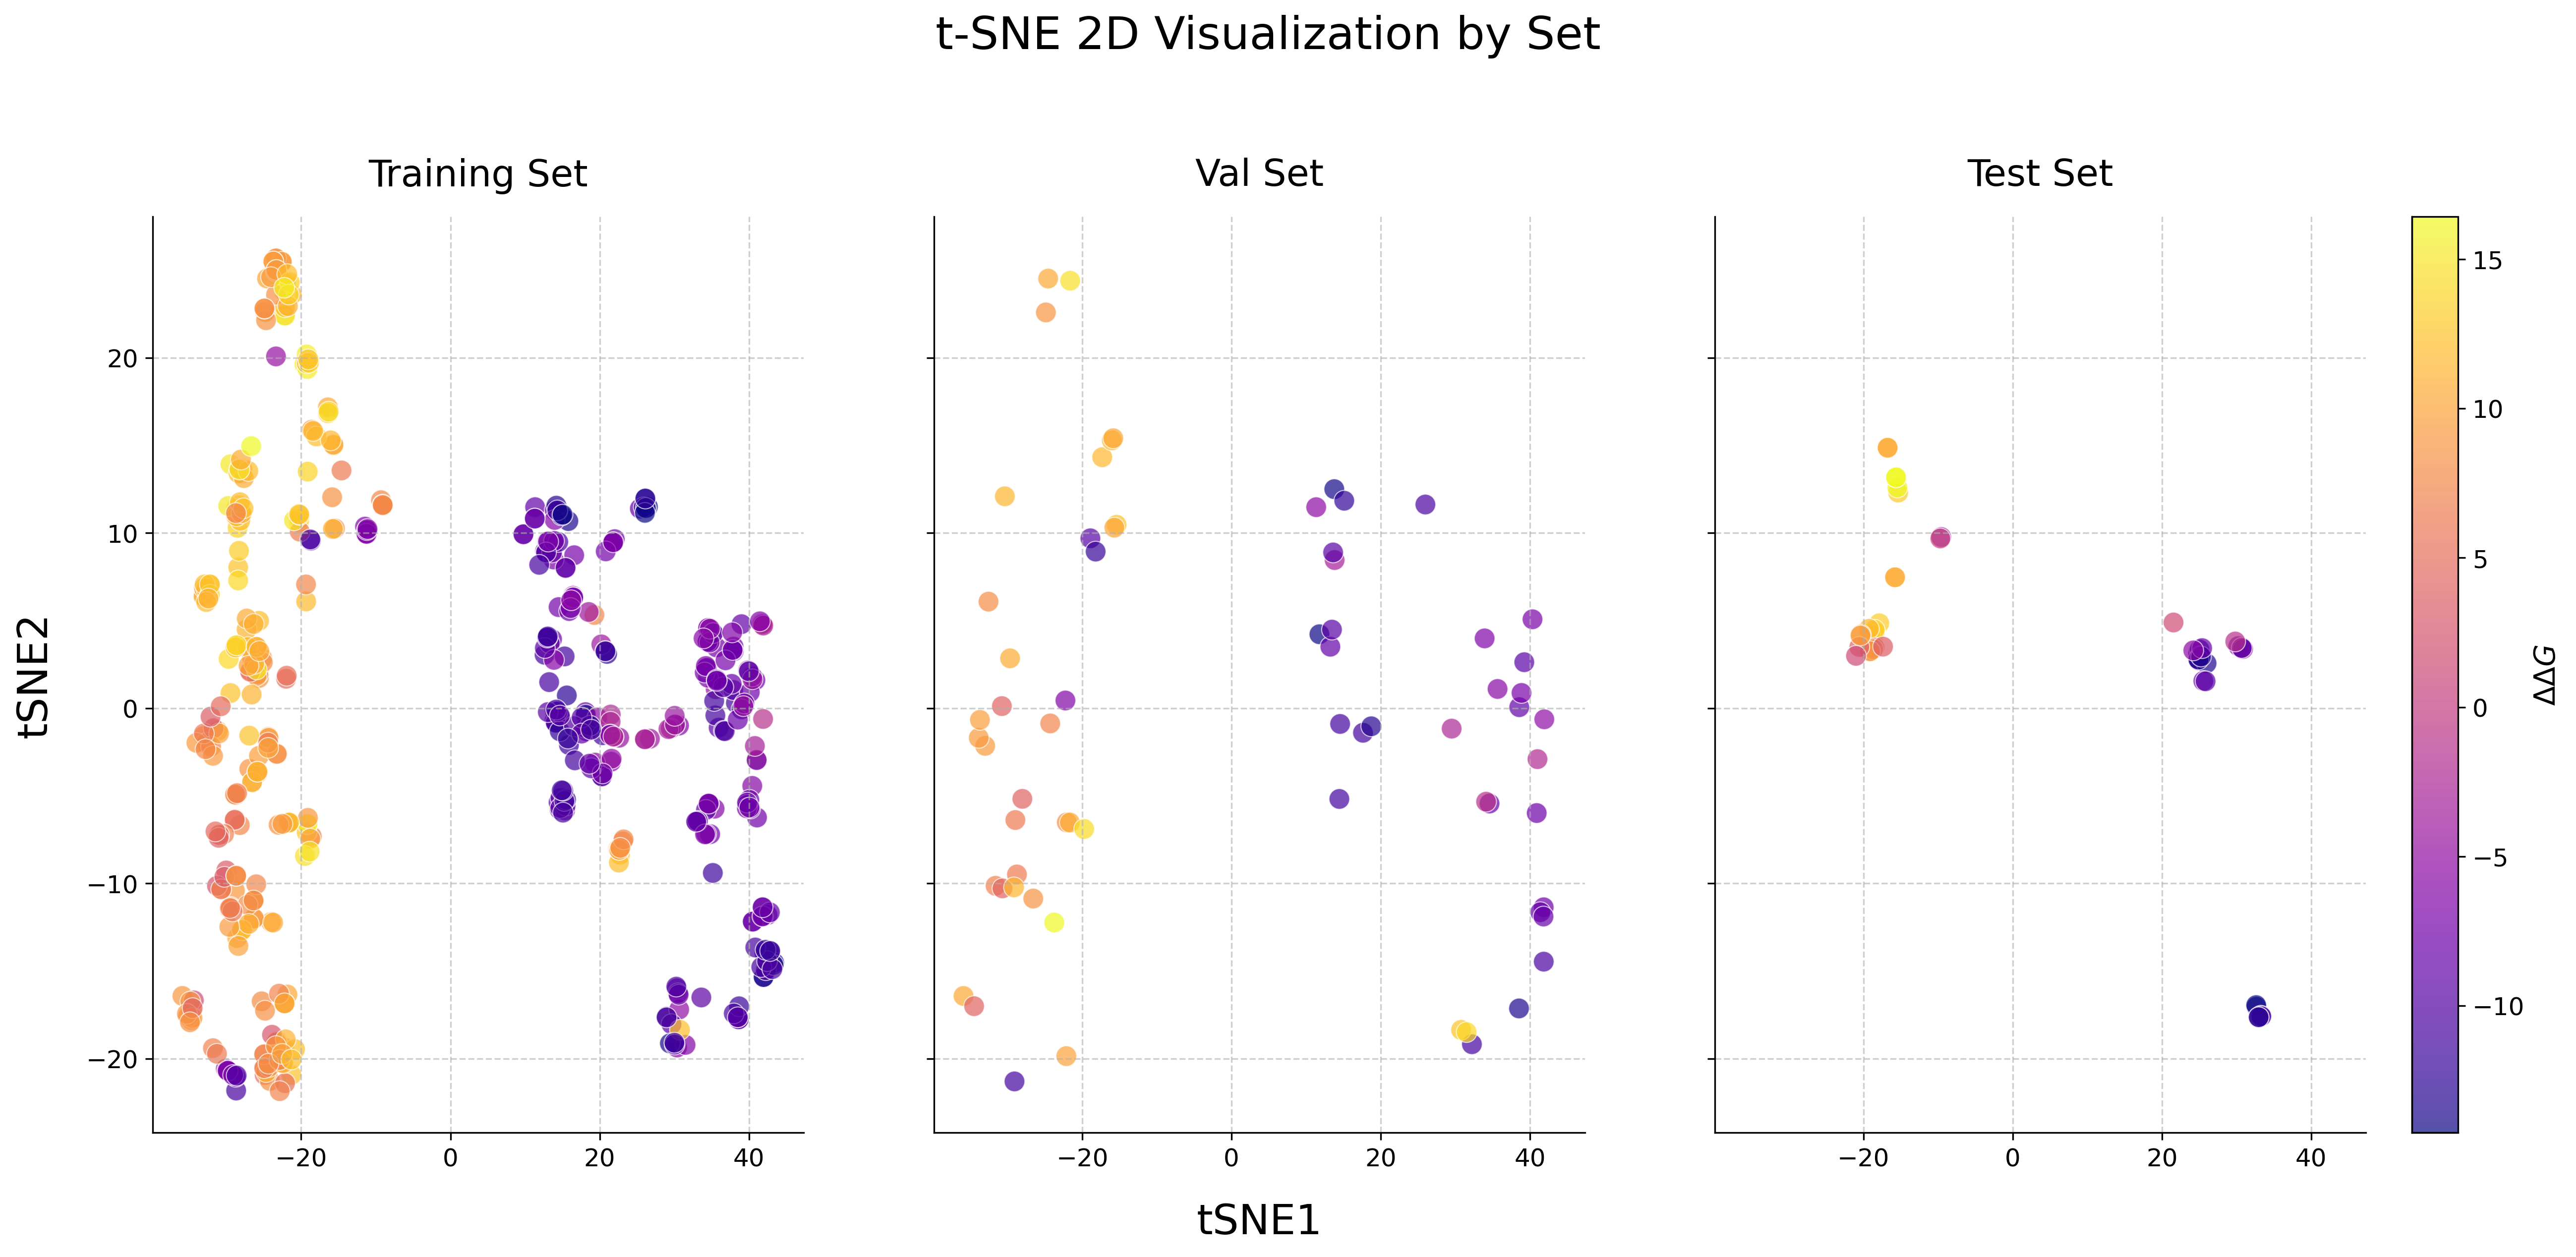 t-SNE 2D Visualization by Set
Training Set
Val Set
Test Set
tSNE2
20
10
0
−10
−20
−20 0 20 40
−20 0 20 40
−20 0 20 40
tSNE1
15
10
5
0
−5
−10
ΔΔG